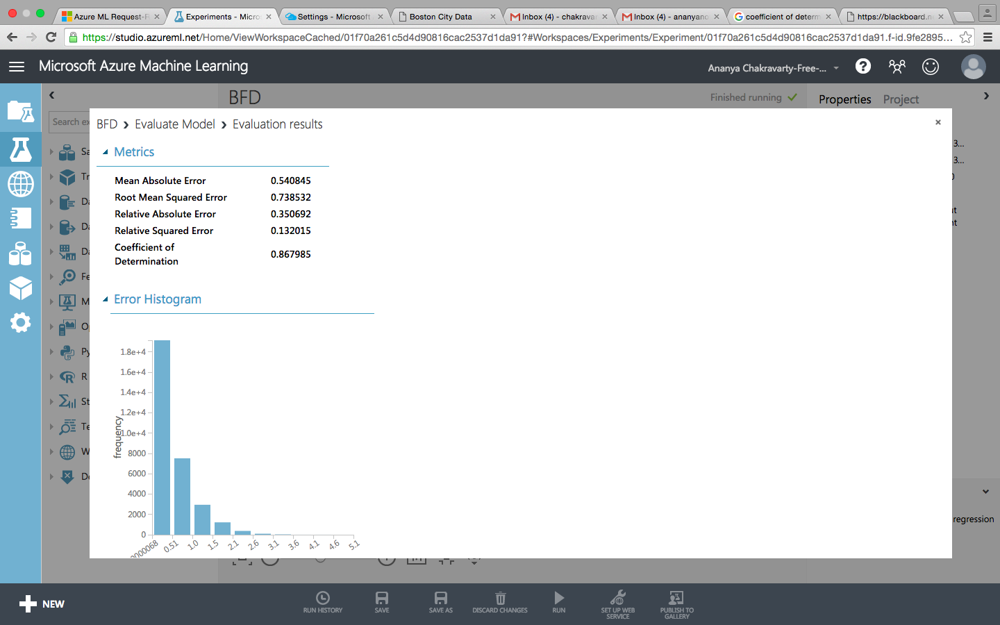 Azure ML Request-R
Experiments - Micro
Settings - Microsoft
Boston City Data
Inbox (4) - chakravar
Inbox (4) - ananyano
coefficient of determ
https://blackboard.n
https://studio.azureml.net/Home/ViewWorkspaceCached/01f70a261c5d4d90816cac2537d1da91?#Workspaces/Experiments/Experiment/01f70a261c5d4d90816cac2537d1da91.f-id.9fe2895...
Microsoft Azure Machine Learning
Ananya Chakravarty-Free-...
BFD
Finished running
Properties Project
Search ex
BFD > Evaluate Model > Evaluation results
Metrics
Mean Absolute Error 0.540845
Root Mean Squared Error 0.738532
Relative Absolute Error 0.350692
Relative Squared Error 0.132015
Coefficient of
Determination 0.867985
Error Histogram
Sa
Tr
Da
Da
Da
Fe
M
Op
Py
R
St
Te
W
De
3...
3...
regression
frequency
1.8e+4
1.6e+4
1.4e+4
1.2e+4
1.0e+4
8000
6000
4000
2000
0
0000068 0.51 1.0 1.5 2.1 2.6 3.1 3.6 4.1 4.6 5.1
NEW
RUN HISTORY
SAVE
SAVE AS
DISCARD CHANGES
RUN
SET UP WEB
SERVICE
PUBLISH TO
GALLERY